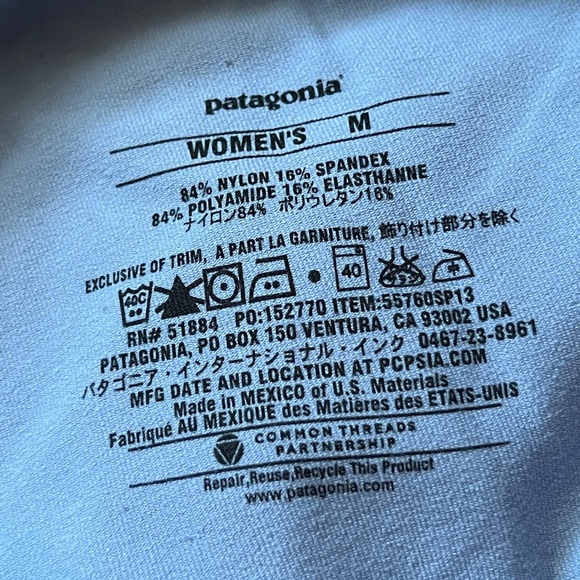 patagonia®
WOMEN'S M
84% NYLON 16% SPANDEX
84% POLYAMIDE 16% ELASTHANNE
ナイロン84% ポリウレタン16%
EXCLUSIVE OF TRIM, A PART LA GARNITURE, 飾り付け部分を除く
40C 40 中
RN# 51884 PO:152770 ITEM:55760SP13
PATAGONIA, PO BOX 150 VENTURA, CA 93002 USA
パタゴニア・インターナショナル・インク 0467-23-8961
MFG DATE AND LOCATION AT PCPSIA.COM
Made in MEXICO of U.S. Materials
Fabriqué AU MEXIQUE des Matières des ÉTATS-UNIS
COMMON THREADS
PARTNERSHIP
Repair,Reuse,Recycle This Product
www.patagonia.com